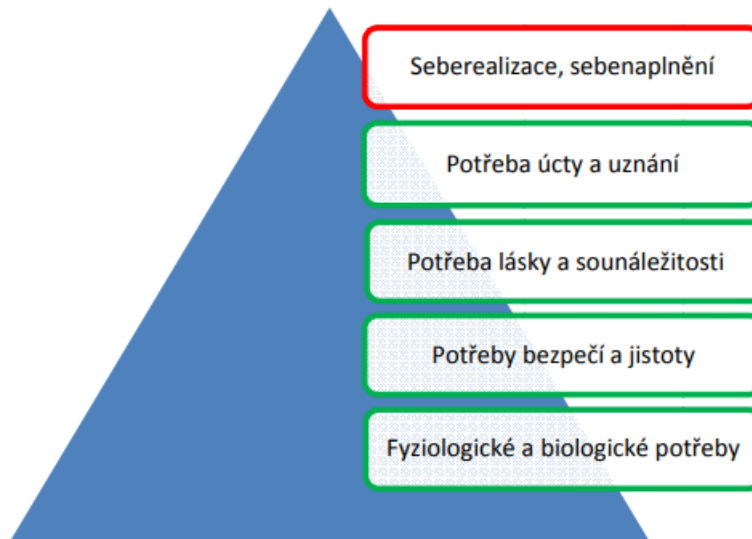 Seberealizace, sebenaplnění
Potřeba úcty a uznání
Potřeba lásky a sounáležitosti
Potřeby bezpečí a jistoty
Fyziologické a biologické potřeby